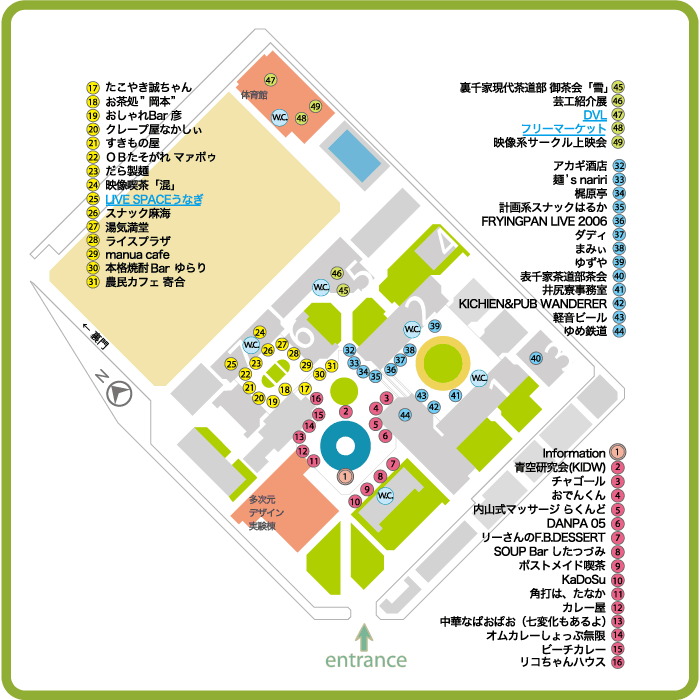 17 たこやき誠ちゃん
18 お茶処"岡本"
19 おしゃれBar 彦
20 クレープ屋なかしぃ
21 すきもの屋
22 OBたそがれ マァポゥ
23 だら製麺
24 映像喫茶「混」
25 LIVE SPACEうなぎ
26 スナック麻海
27 湯気満堂
28 ライスプラザ
29 manua cafe
30 本格焼酎Bar ゆらり
31 農民カフェ 寄合
体育館
47
W.C.
48
49
裏千家現代茶道部 御茶会「雪」 45
芸工紹介展 46
DVL 47
フリーマーケット 48
映像系サークル上映会 49
アカギ酒店 32
麺's nariri 33
梶原亭 34
計画系スナックはるか 35
FRYINGPAN LIVE 2006 36
ダディ 37
まみぃ 38
ゆずや 39
表千家茶道部茶会 40
井尻寮事務室 41
KICHIEN&PUB WANDERER 42
軽音ビール 43
ゆめ鉄道 44
← 裏門
N
4
5
46
W.C.
45
2
W.C.
39
6
7
24
W.C.
26
27
28
23
25
22
29
31
30
21
20
19
18
17
32
33
34
35
36
37
38
40
3
W.C.
1
41
43
42
44
16
2
3
15
4
14
5
13
6
12
11
1
7
8
9
10
W.C.
多次元
デザイン
実験棟
Information 1
青空研究会(KIDW) 2
チャゴール 3
おでんくん 4
内山式マッサージ らくんど 5
DANPA 05 6
リーさんのF.B.DESSERT 7
SOUP Bar したつづみ 8
ポストメイド喫茶 9
KaDoSu 10
角打は、たなか 11
カレー屋 12
中華なぱおぱお（七変化もあるよ） 13
オムカレーしょっぷ無限 14
ビーチカレー 15
リコちゃんハウス 16
entrance